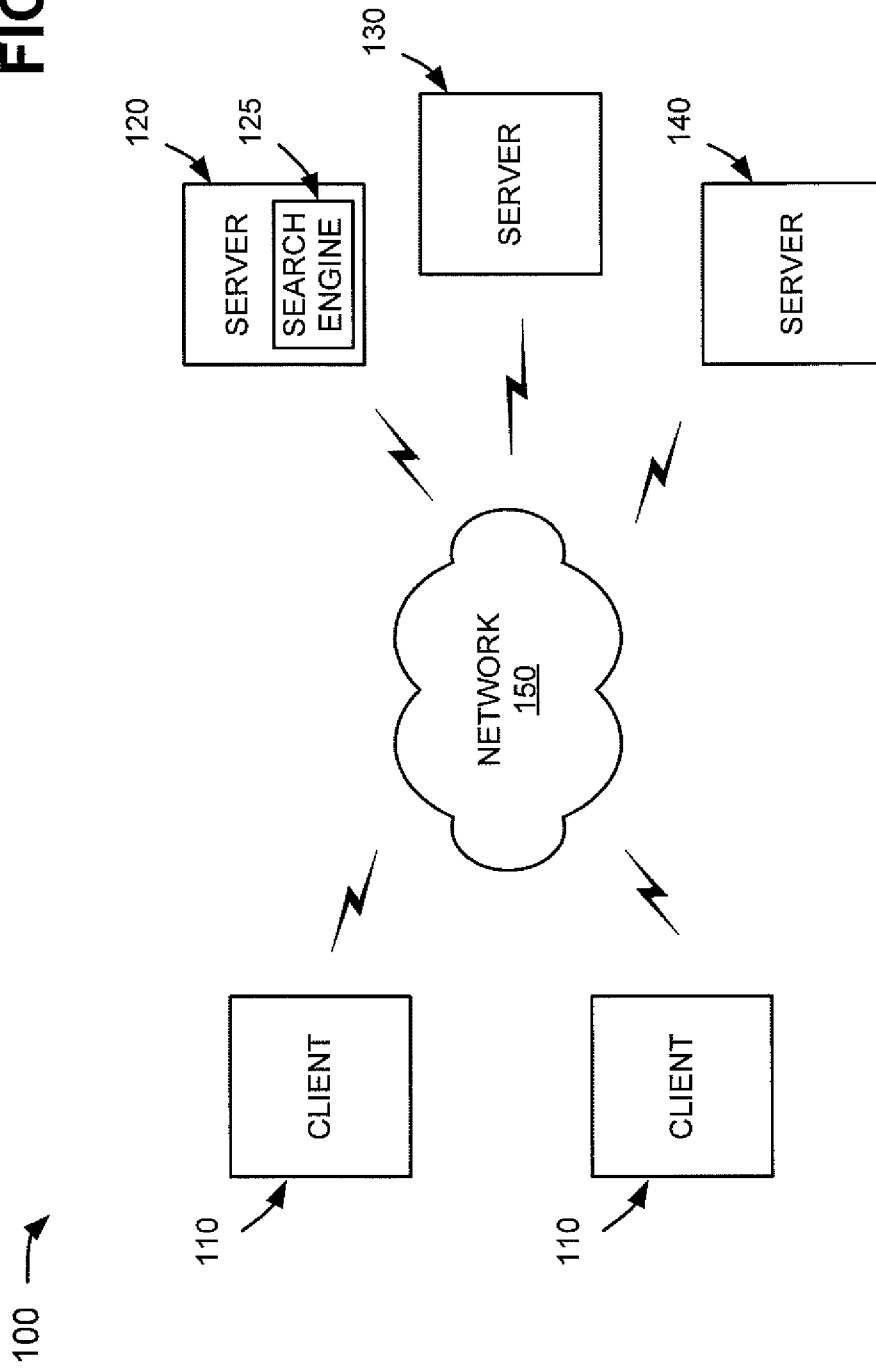 FIG
100
120
125
SERVER
SEARCH
ENGINE
110
CLIENT
130
SERVER
NETWORK
150
110
CLIENT
140
SERVER